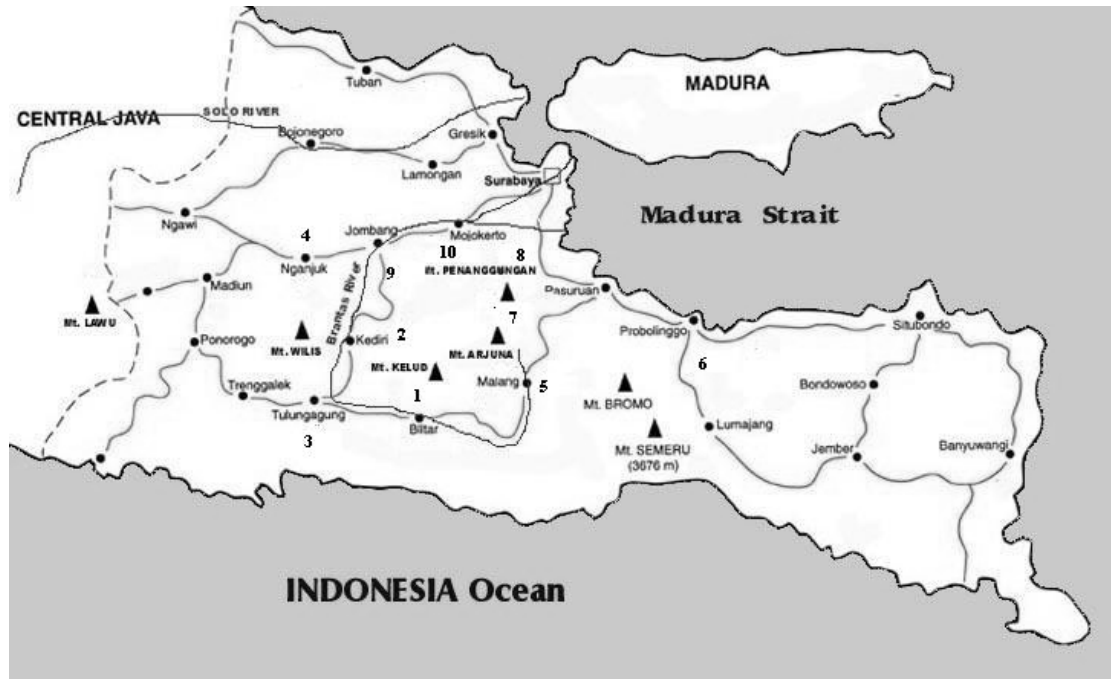 Tuban
MADURA
CENTRAL JAVA
SOLO RIVER
Bojonegoro
Gresik
Lamongan
Surabaya
Madura Strait
Ngawi
Jombang
Mojokerto
4
10
8
Nganjuk
9
Mt. PENANGGUNGAN
Madiun
Brantas River
Pasuruan
Mt. LAWU
7
Probolinggo
Situbondo
Ponorogo
Mt. WILIS
Kediri
2
Mt. ARJUNA
6
Mt. KELUD
Malang
5
Bondowoso
Trenggalek
1
Mt. BROMO
Tulungagung
Blitar
Lumajang
3
Mt. SEMERU
(3676 m)
Jember
Banyuwangi
INDONESIA Ocean